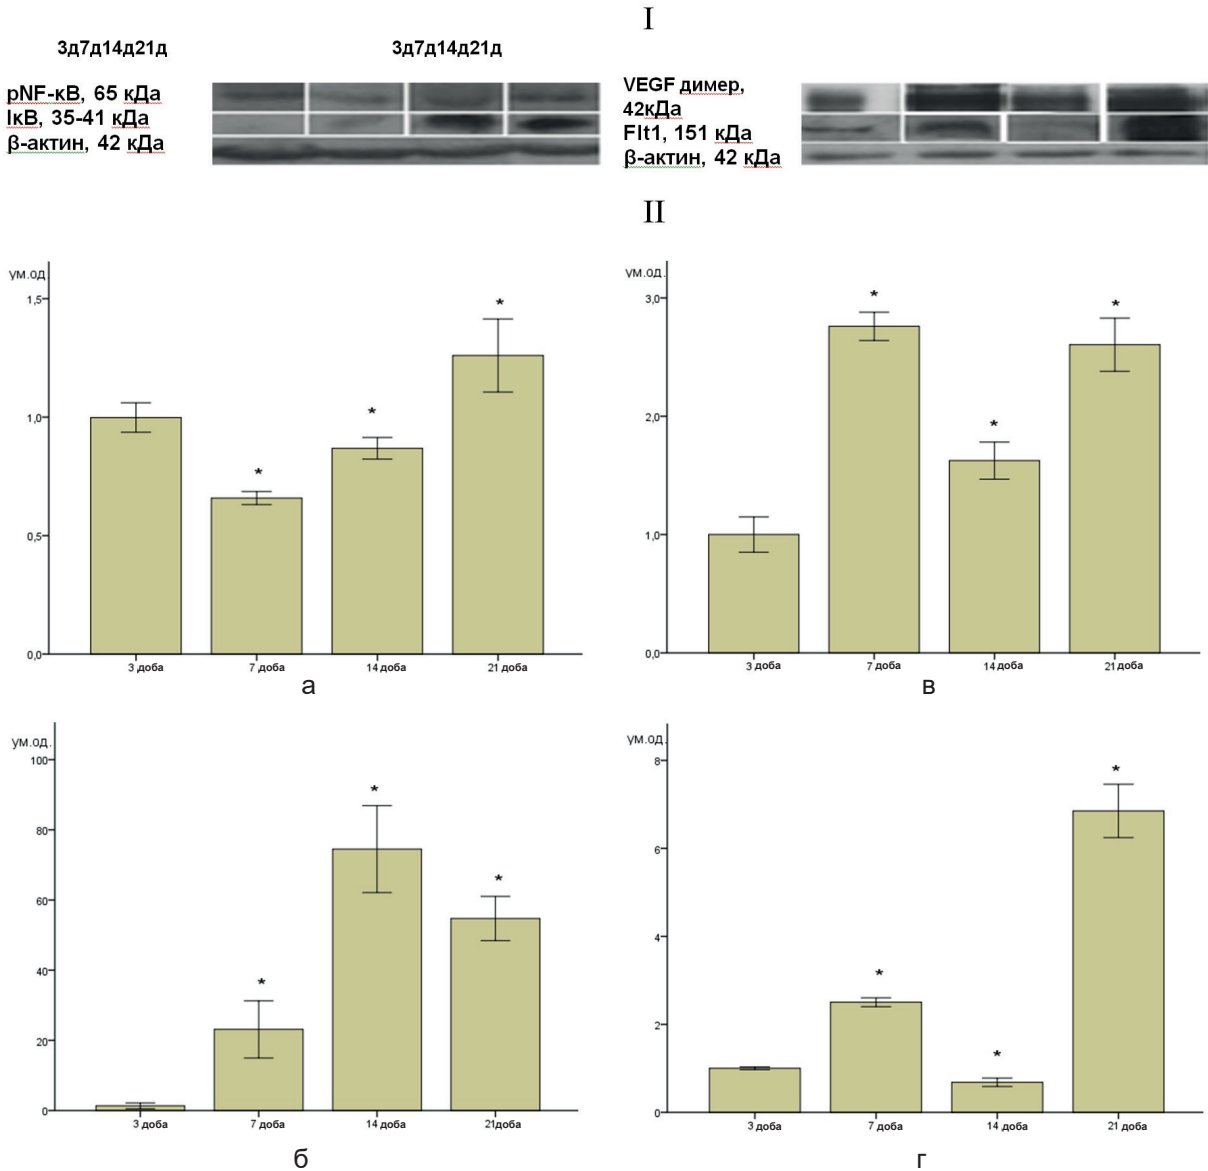 I
3д7д14д21д
3д7д14д21д
pNF-κB, 65 кДа
IκB, 35-41 кДа
β-актин, 42 кДа
VEGF димер,
42кДа
Flt1, 151 кДа
β-актин, 42 кДа
II
ум.од.
1,5
1,0
0,5
0,0
*
*
*
3 доба
7 доба
14 доба
21 доба
а
ум.од.
3,0
2,0
1,0
0,0
*
*
*
3 доба
7 доба
14 доба
21 доба
в
ум.од.
100
80
60
40
20
0
*
*
*
3 доба
7 доба
14 доба
21доба
б
ум.од.
8
6
4
2
0
*
*
*
3 доба
7 доба
14 доба
21 доба
г